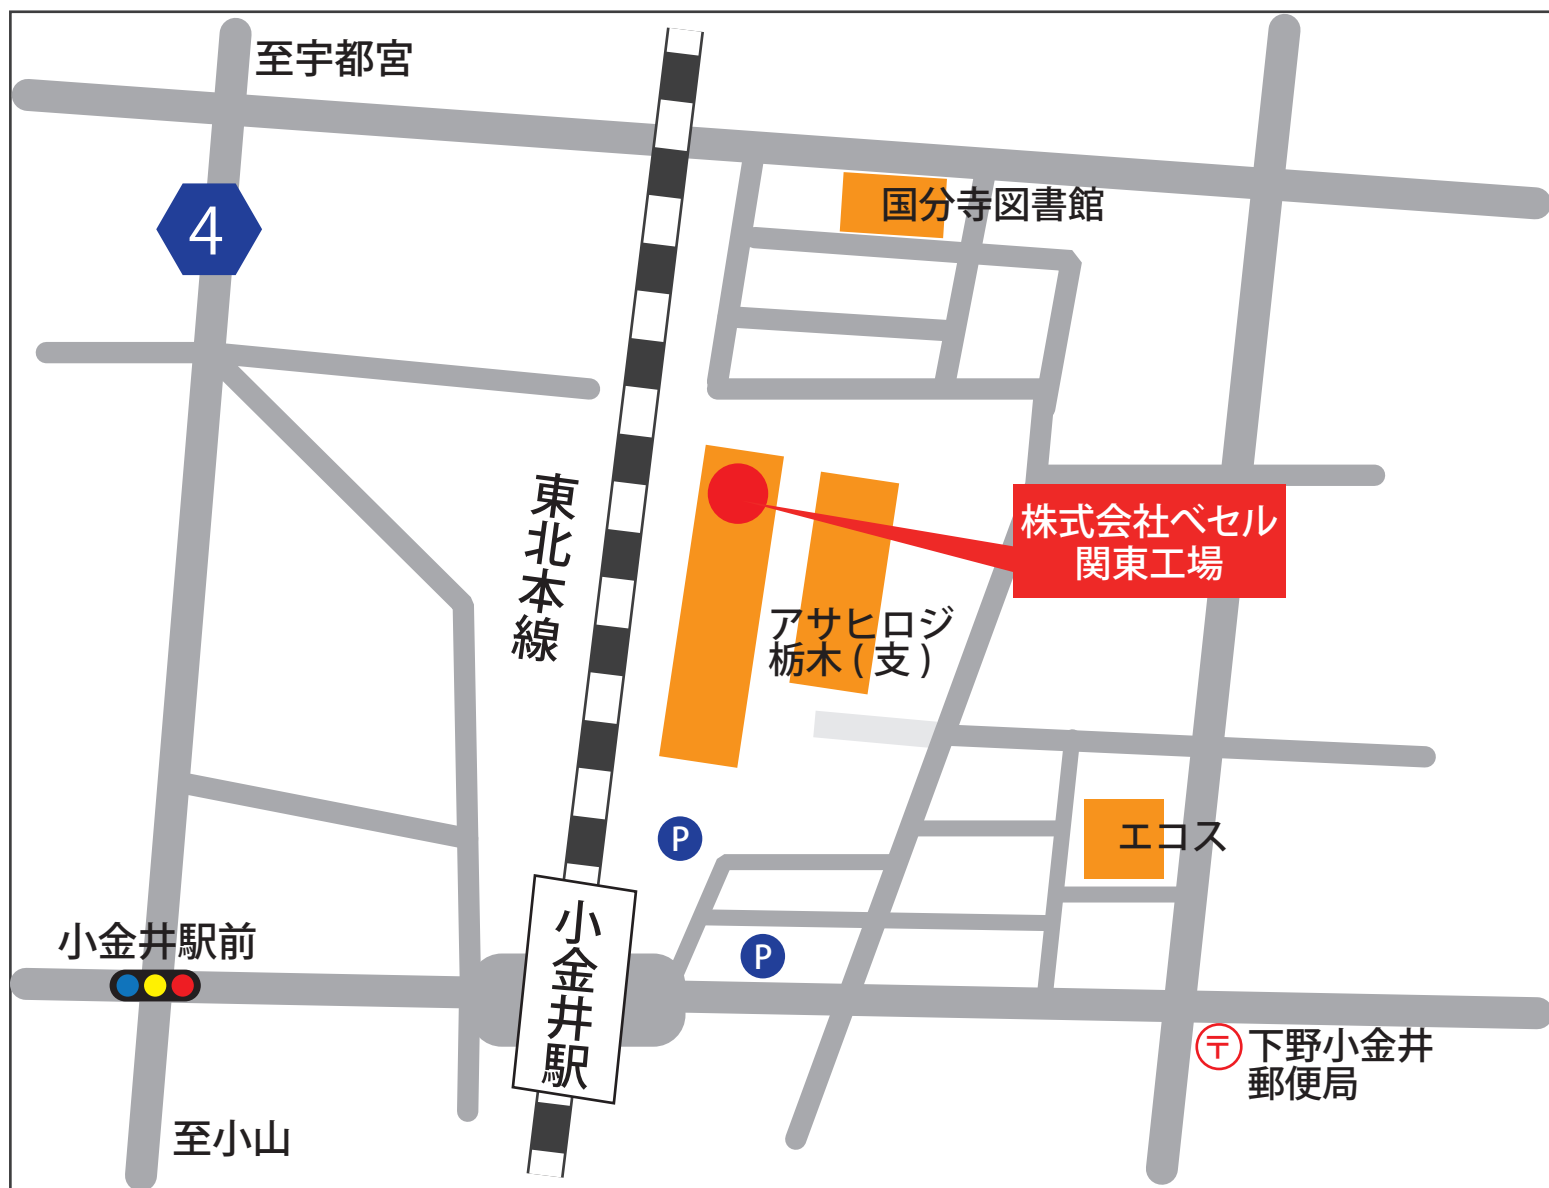 至宇都宮
国分寺図書館
4
東北本線
株式会社ベセル
関東工場
アサヒロジ
栃木(支)
エコス
P
小金井駅前
小金井駅
P
下野小金井
郵便局
至小山